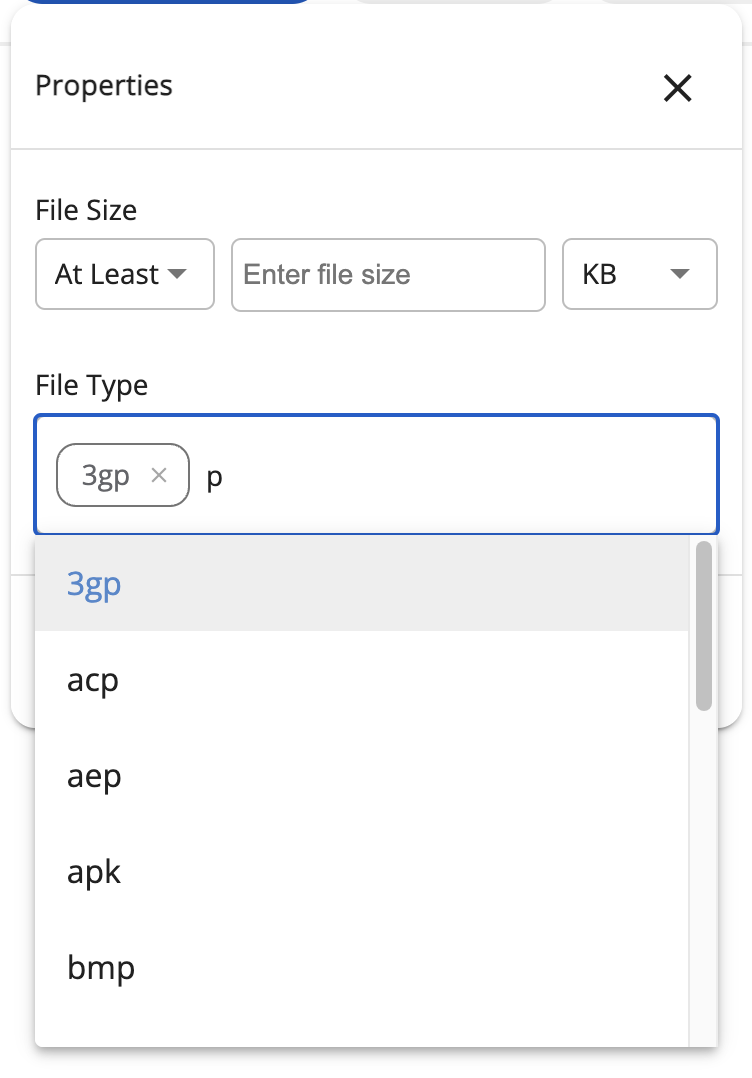 Properties
File Size
At Least Enter file size KB
File Type
3gp p
3gp
acp
aep
apk
bmp